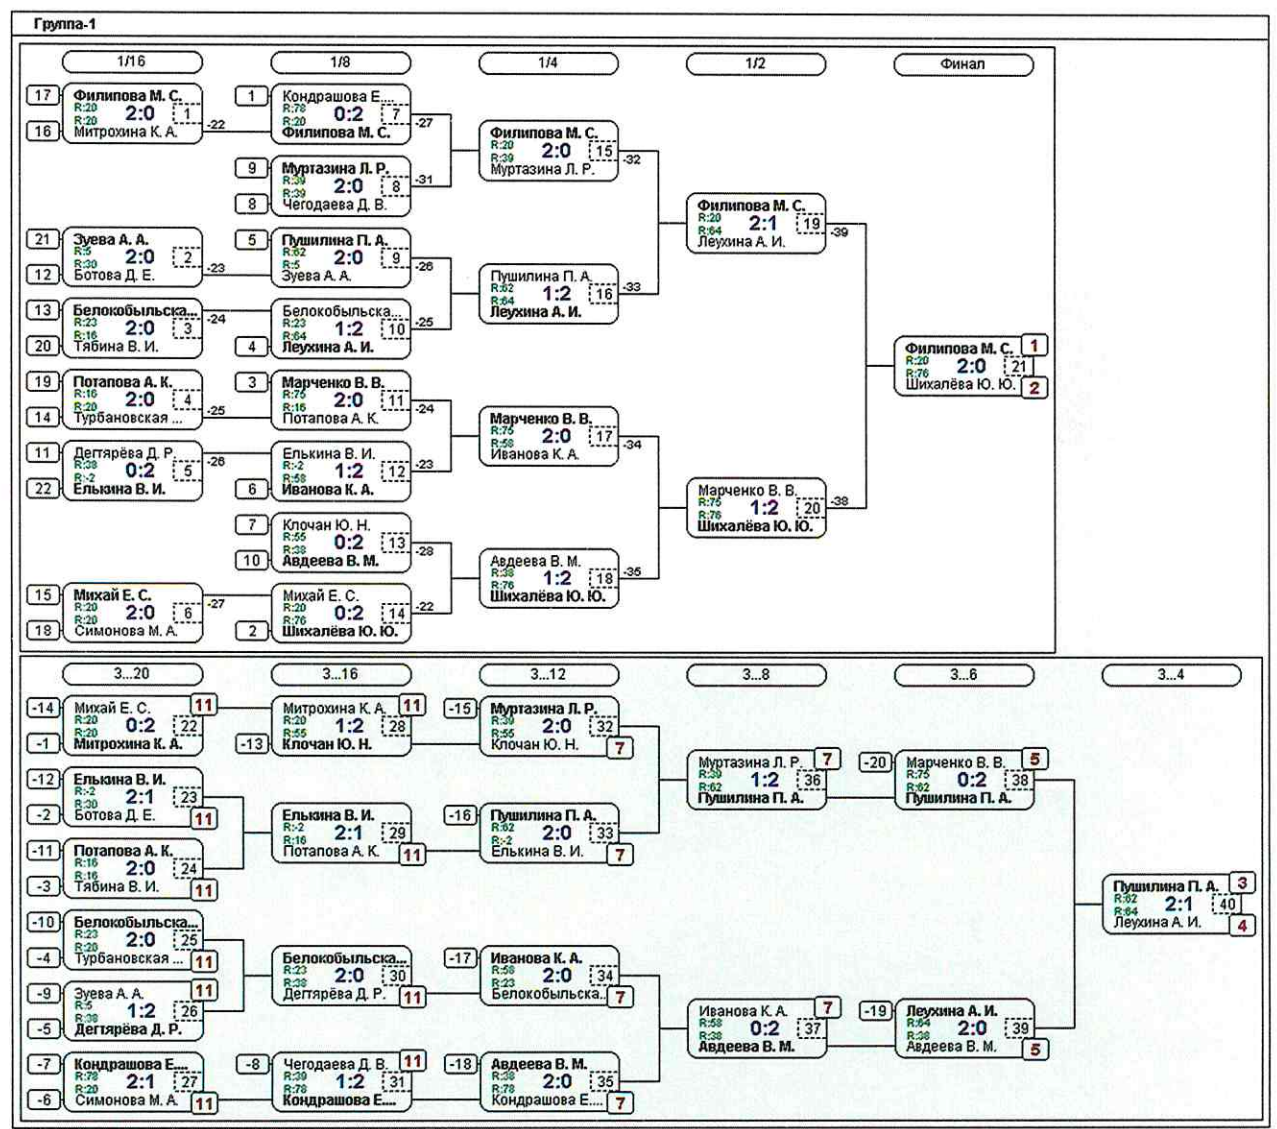 Группа-1
1/16
17 Филипова М. С.
R:20 2:0 1
R:20
16 Митрохина К. А. -22
21 Зуева А. А.
R:5 2:0 2
R:30
12 Ботова Д. Е. -23
13 Белокобыльска...
R:23 2:0 3 -24
R:16
20 Тябина В. И.
19 Потапова А. К.
R:16 2:0 4
R:20
14 Турбановская ... -25
11 Дегтярёва Д. Р. -26
R:38 0:2 5
R:-2
22 Елькина В. И.
15 Михай Е. С. -27
R:20 2:0 6
R:20
18 Симонова М. А.
1/8
1 Кондрашова Е....
R:78 0:2 7 -27
R:20
Филипова М. С.
9 Муртазина Л. Р.
R:39 2:0 8 -31
R:39
8 Чегодаева Д. В.
5 Пушилина П. А.
R:62 2:0 9 -26
R:5
Зуева А. А.
Белокобыльска...
R:23 1:2 10 -25
R:64
4 Леухина А. И.
3 Марченко В. В.
R:75 2:0 11 -24
R:16
Потапова А. К.
Елькина В. И.
R:-2 1:2 12 -23
R:58
6 Иванова К. А.
7 Клочан Ю. Н.
R:55 0:2 13 -28
R:38
10 Авдеева В. М.
Михай Е. С.
R:20 0:2 14 -22
R:76
2 Шихалёва Ю. Ю.
1/4
Филипова М. С.
R:20 2:0 15 -32
R:39
Муртазина Л. Р.
Пушилина П. А.
R:62 1:2 16 -33
R:64
Леухина А. И.
Марченко В. В.
R:75 2:0 17 -34
R:58
Иванова К. А.
Авдеева В. М.
R:38 1:2 18 -35
R:76
Шихалёва Ю. Ю.
1/2
Филипова М. С.
R:20 2:1 19 -39
R:64
Леухина А. И.
Марченко В. В.
R:75 1:2 20 -38
R:76
Шихалёва Ю. Ю.
Финал
Филипова М. С. 1
R:20 2:0 21
R:76
Шихалёва Ю. Ю. 2
3...20
-14 Михай Е. С. 11
R:20 0:2 22
R:20
-1 Митрохина К. А.
-12 Елькина В. И.
R:-2 2:1 23
R:30
-2 Ботова Д. Е. 11
-11 Потапова А. К.
R:16 2:0 24
R:16
-3 Тябина В. И. 11
-10 Белокобыльска...
R:23 2:0 25
R:20
-4 Турбановская ... 11
-9 Зуева А. А. 11
R:5 1:2 26
R:38
-5 Дегтярёва Д. Р.
-7 Кондрашова Е....
R:78 2:1 27
R:20
-6 Симонова М. А. 11
3...16
Митрохина К. А. 11
R:20 1:2 28
R:55
-13 Клочан Ю. Н.
Елькина В. И.
R:-2 2:1 29
R:16
Потапова А. К. 11
Белокобыльска...
R:23 2:0 30
R:38
Дегтярёва Д. Р. 11
-8 Чегодаева Д. В. 11
R:39 1:2 31
R:78
Кондрашова Е....
3...12
-15 Муртазина Л. Р.
R:39 2:0 32
R:55
Клочан Ю. Н. 7
-16 Пушилина П. А.
R:62 2:0 33
R:-2
Елькина В. И. 7
-17 Иванова К. А.
R:58 2:0 34
R:23
Белокобыльска... 7
-18 Авдеева В. М.
R:38 2:0 35
R:78
Кондрашова Е.... 7
3...8
Муртазина Л. Р. 7
R:39 1:2 36
R:62
Пушилина П. А.
Иванова К. А. 7
R:58 0:2 37
R:38
Авдеева В. М.
3...6
-20 Марченко В. В. 5
R:75 0:2 38
R:62
Пушилина П. А.
-19 Леухина А. И.
R:64 2:0 39
R:38
Авдеева В. М. 5
3...4
Пушилина П. А. 3
R:62 2:1 40
R:64
Леухина А. И. 4